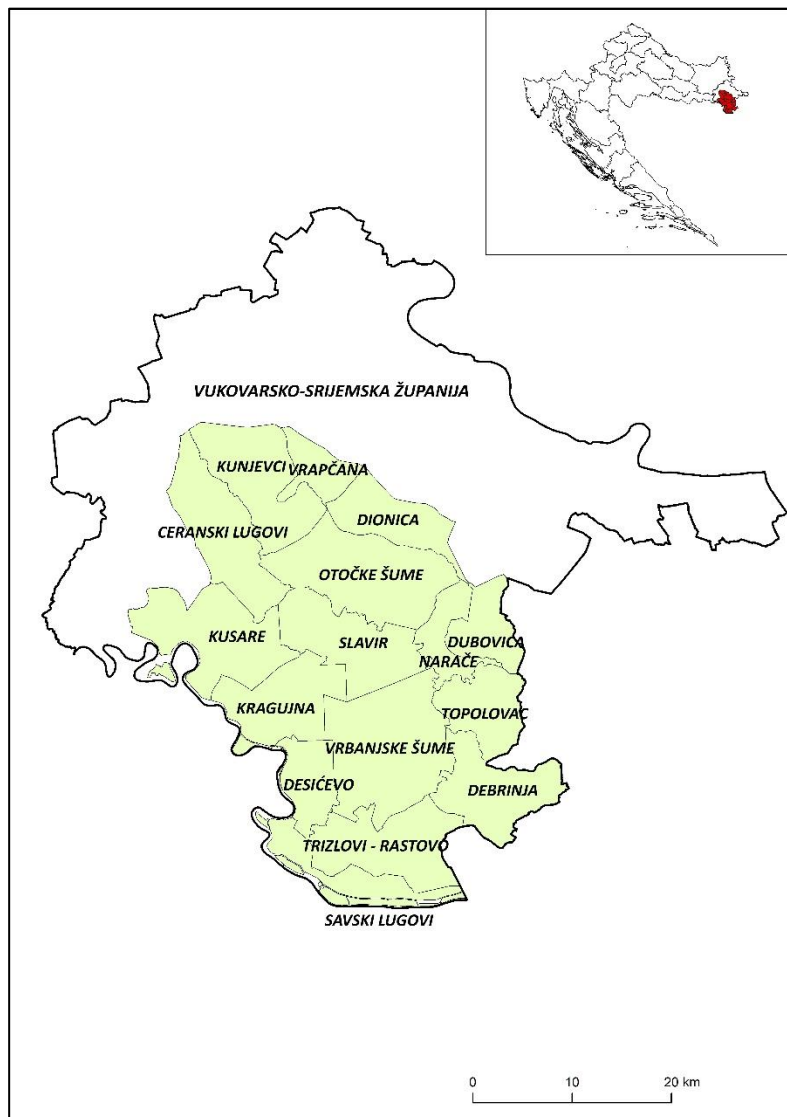 VUKOVARSKO-SRIJEMSKA ŽUPANIJA
KUNJEVCI
VRAPČANA
DIONICA
CERANSKI LUGOVI
OTOČKE ŠUME
KUSARE
SLAVIR
DUBOVICA
NARAČE
KRAGUJNA
TOPOLOVAC
VRBANJSKE ŠUME
DESIĆEVO
DEBRINJA
TRIZLOVI - RASTOVO
SAVSKI LUGOVI
0 10 20 km